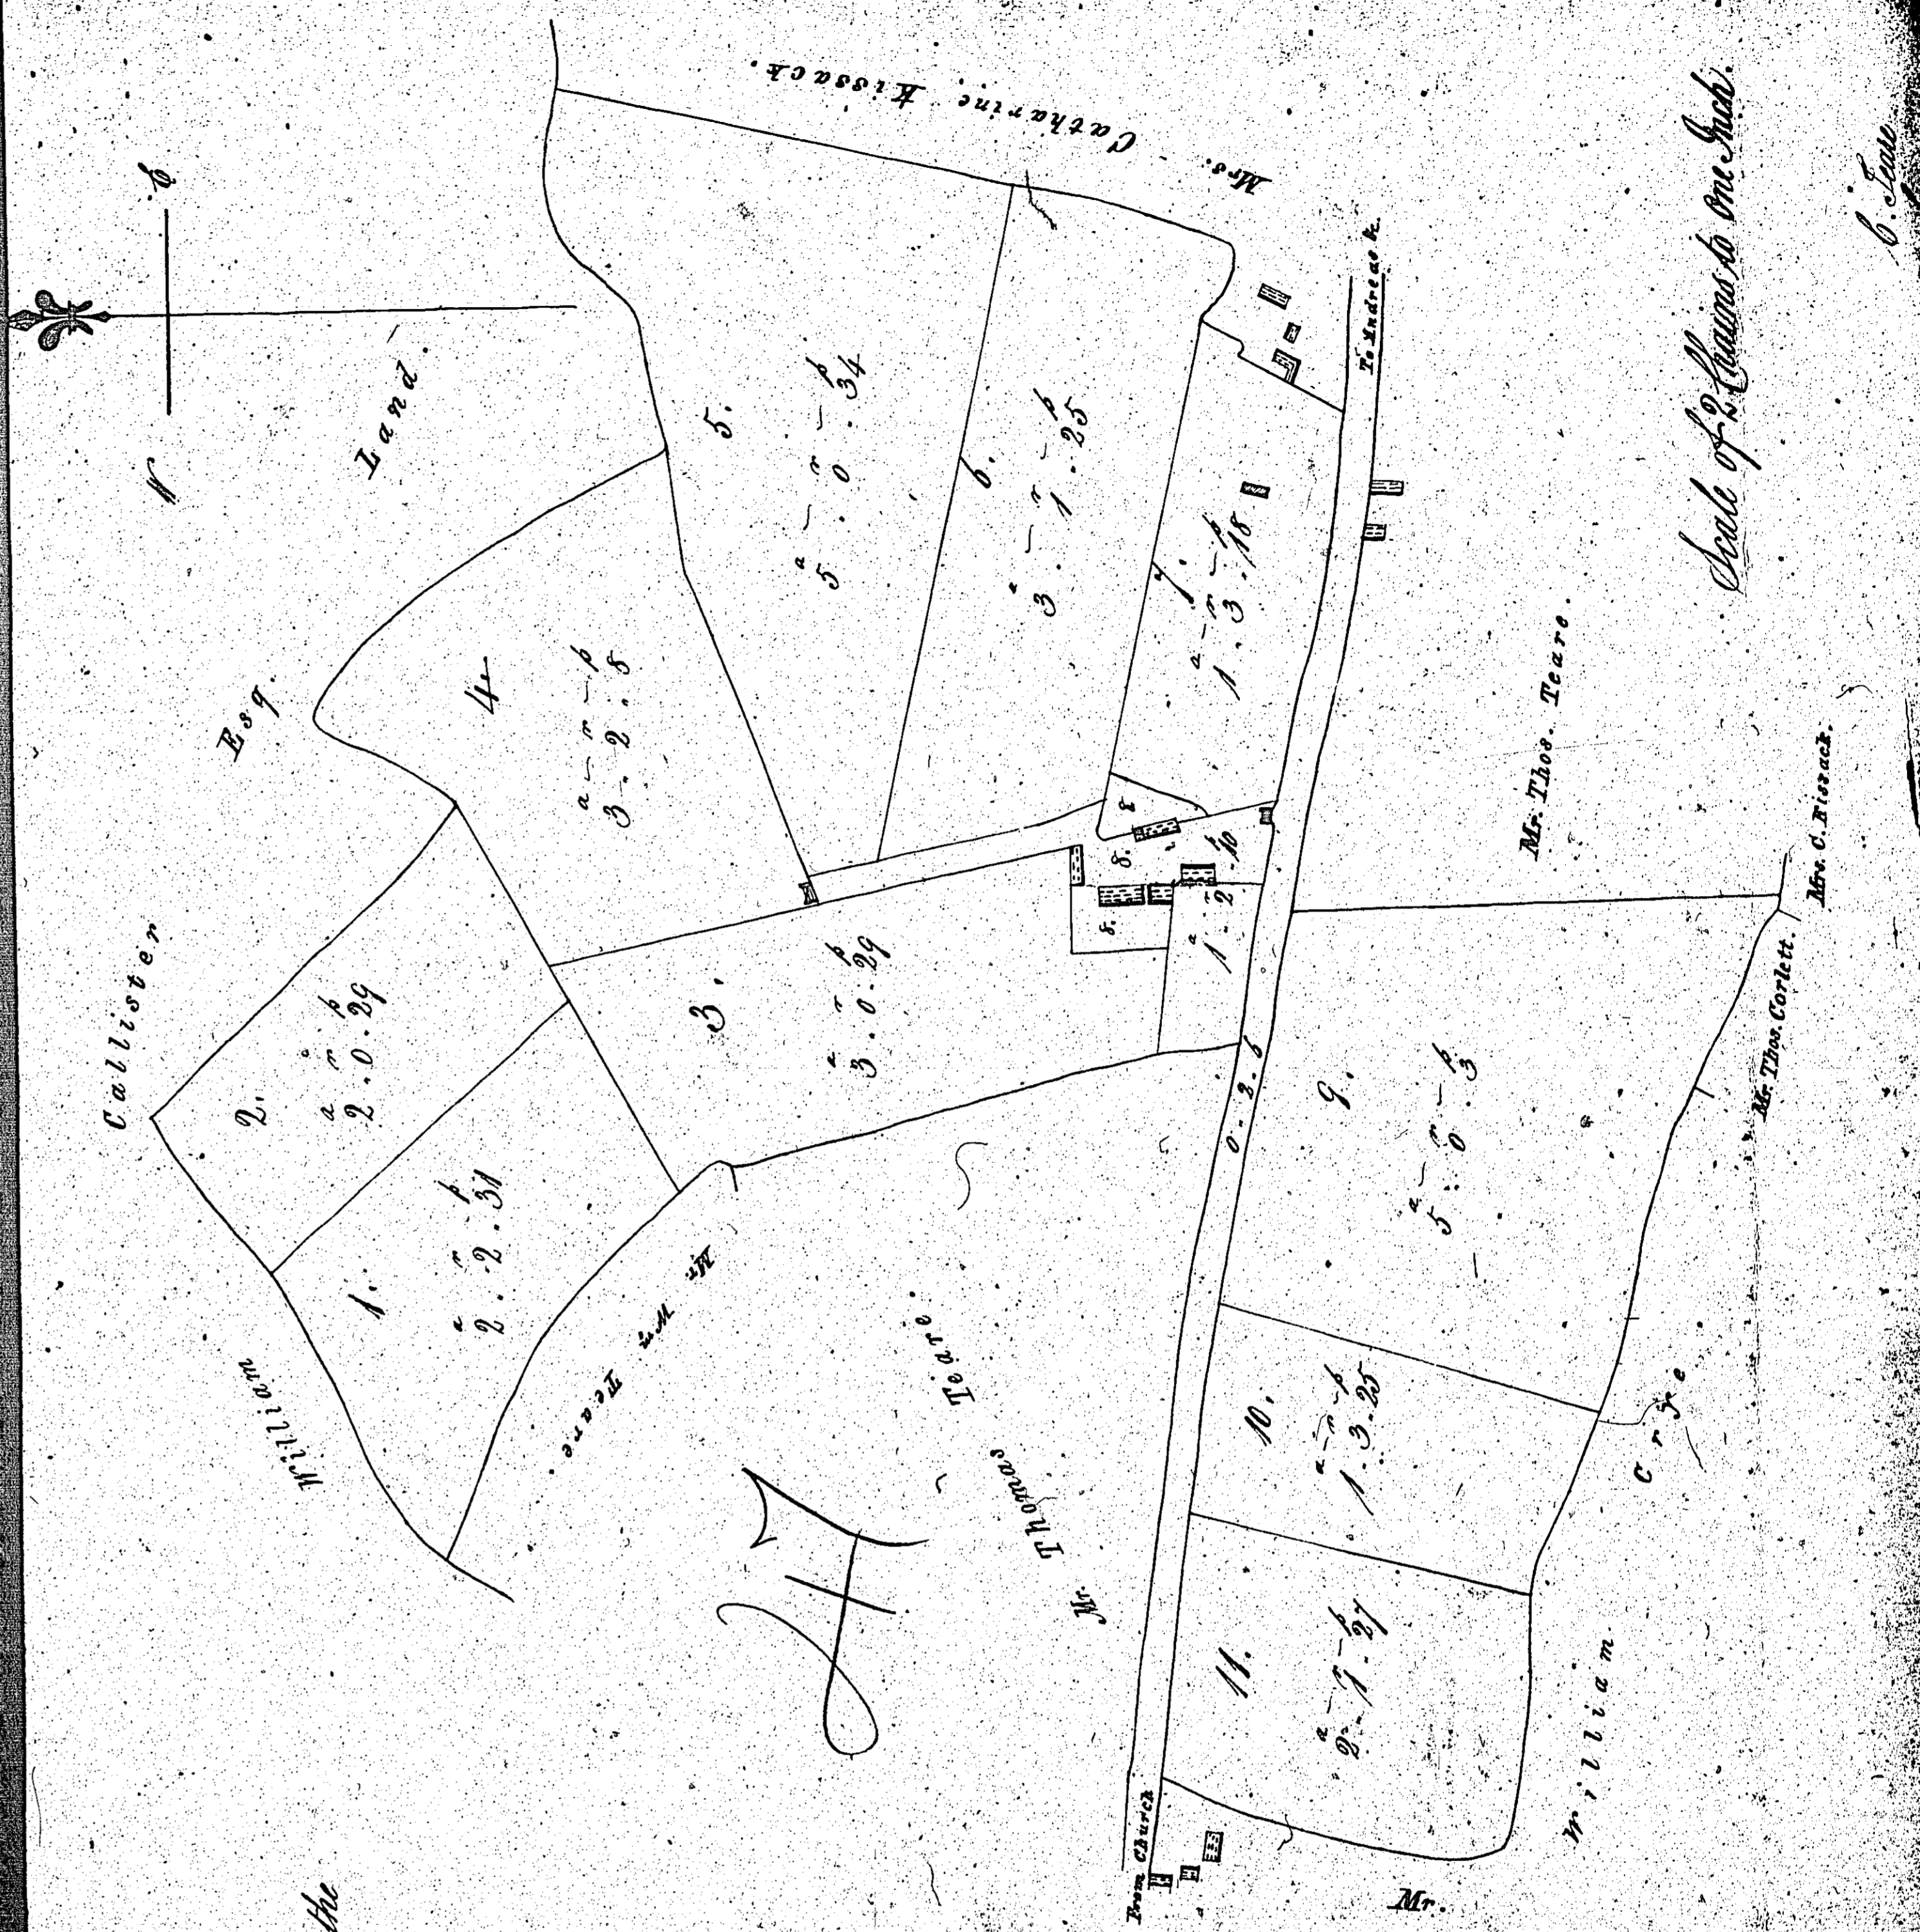 Mrs. Catharine Kissack.
E
Land.
Esq.
Callister
William
To Andreas &c.
Scale of 2 Chains to One Inch.
C. Teare
5.
a r p
5 . 0 . 34
6.
a r p
3 . 1 . 25
7.
a r p
1 . 3 . 18
4
a r p
3 . 2 . 8
2.
a r p
2 . 0 . 29
1.
a r p
2 . 2 . 31
3.
a r p
3 . 0 . 29
8
8.
8.
a r p
1 . 2 . 10
0 . 2 . 6
9.
a r p
5 . 0 . 3
10.
a r p
1 . 3 . 25
11.
a r p
2 . 1 . 27
Mr. Wm. Teare.
Mr. Thomas Teare.
Mr. Thos. Teare.
Mrs. C. Kissack.
Mr. Thos. Corlett.
Mr. William Crye
From Church
the